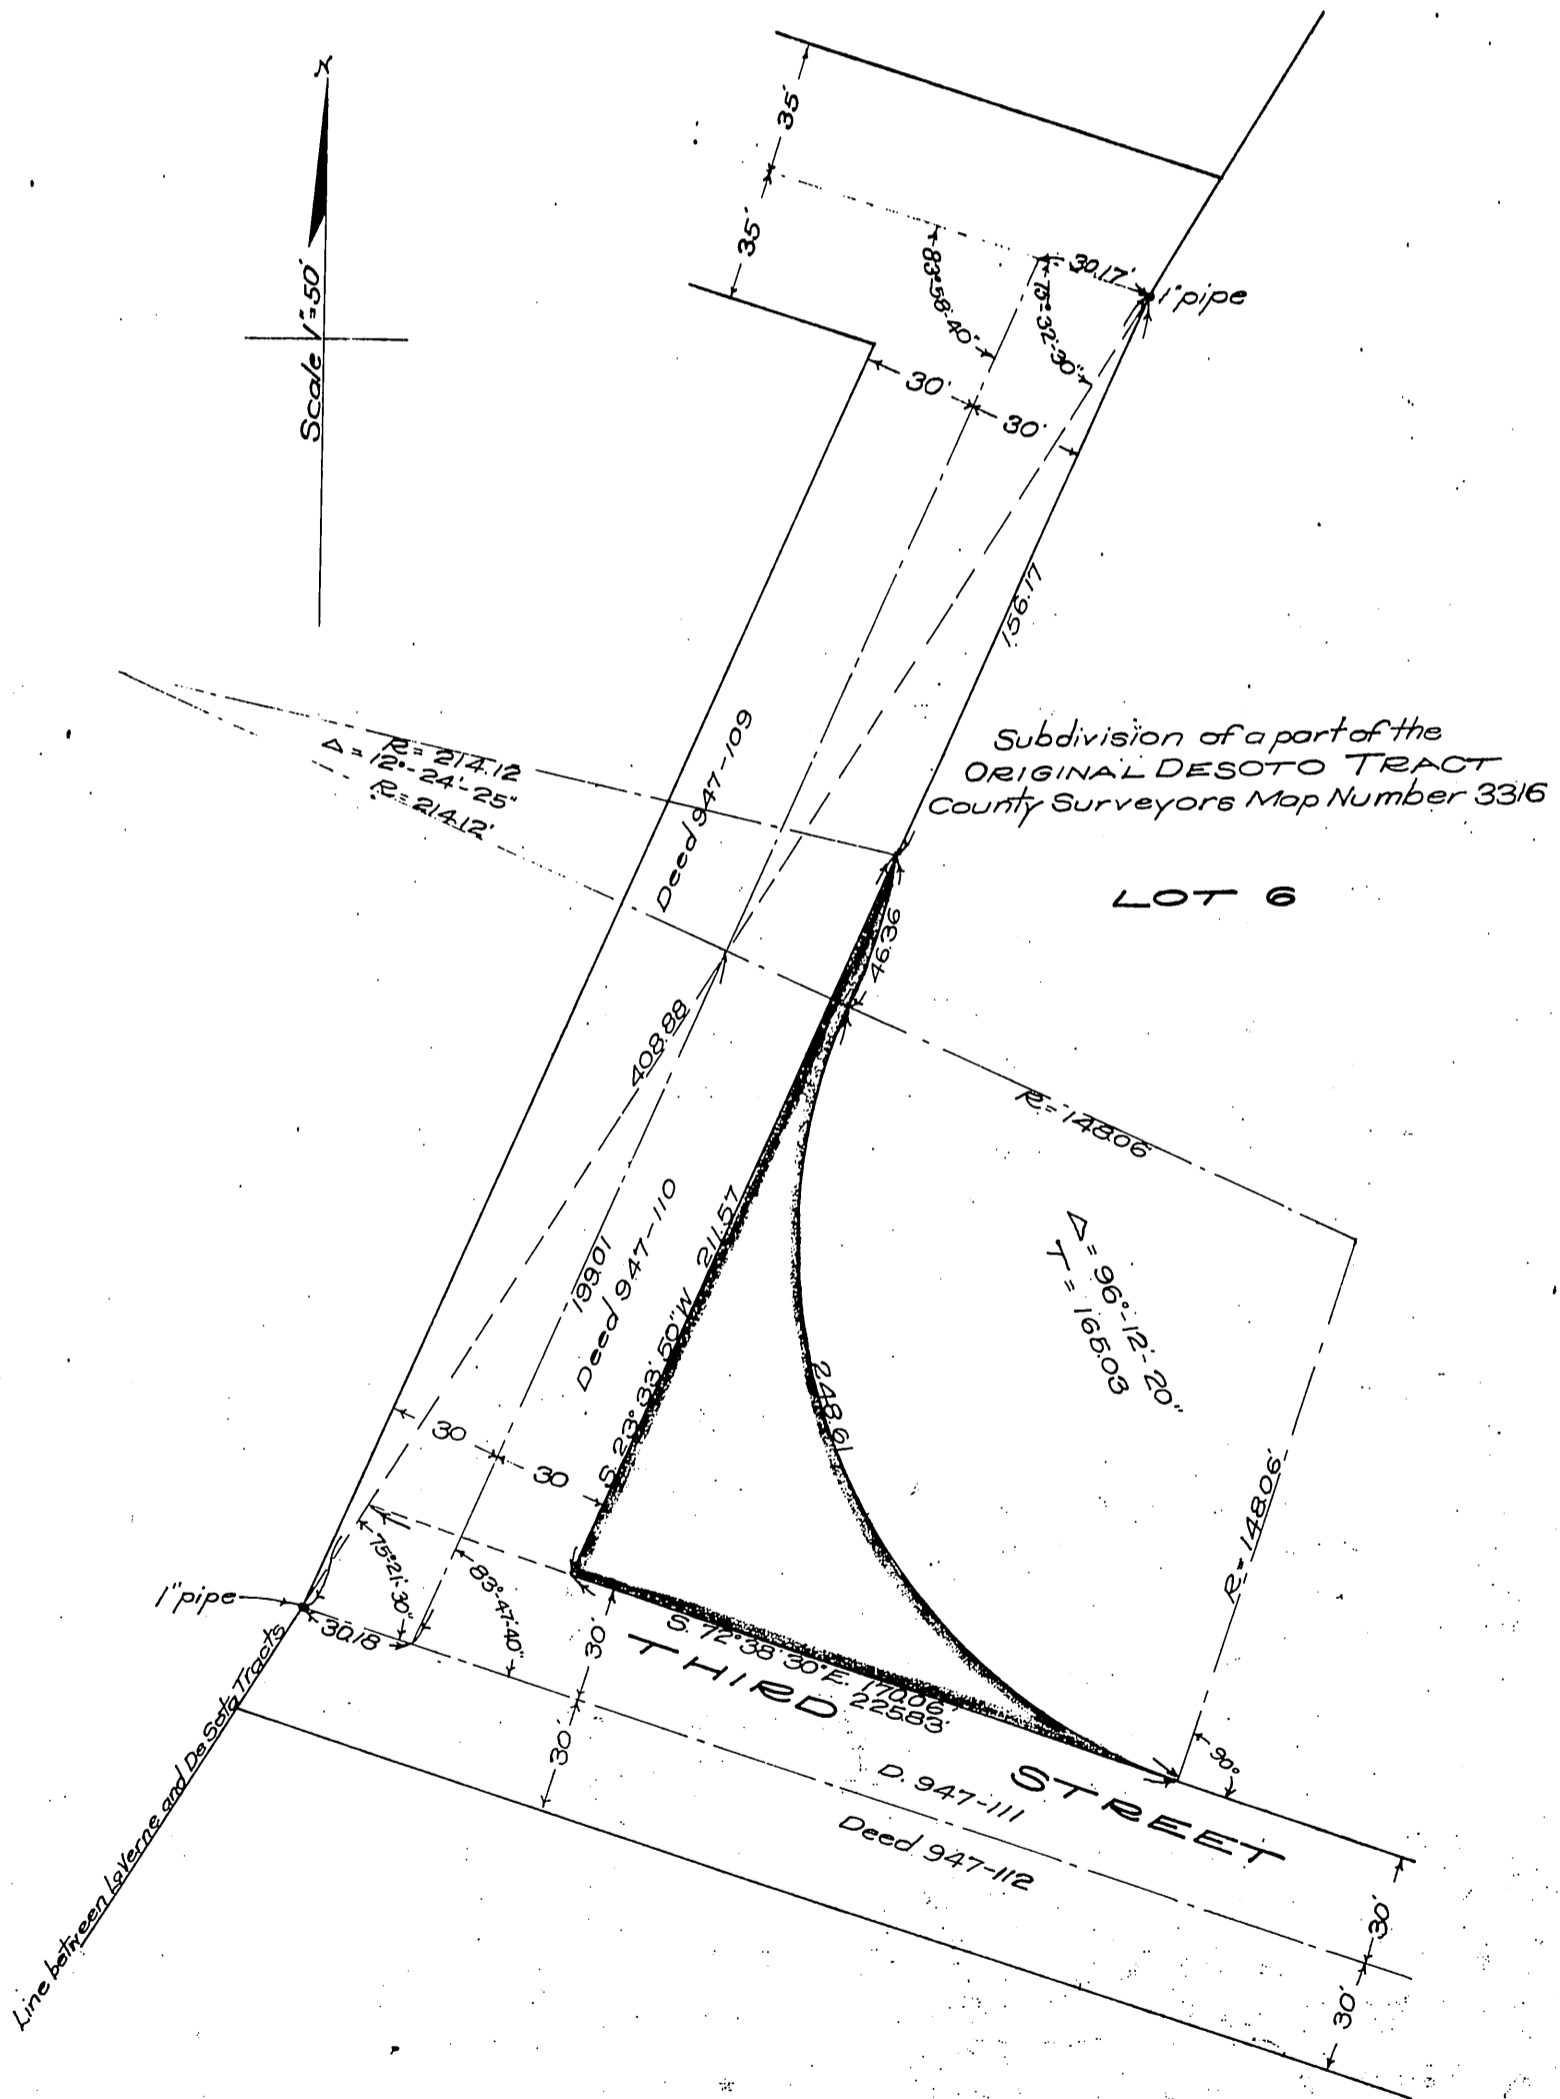 35'
35'
30.17'
1" pipe
83°-58'-40"
75°-32'-30"
Scale 1"=50'
30'
30'
156.17
Subdivision of a part of the
ORIGINAL DESOTO TRACT
County Surveyors Map Number 3316
LOT 6
R= 214.12
Δ= 12°-24'-25"
R= 214.12'
Deed 947-109
46.36
408.88
R= 148.06
199.01
Deed 947-110
S. 23° 33' 50" W. 211.57
Δ= 96°-12'-20"
T= 165.03
248.61
30
30
R= 148.06'
75°21'-30"
83°-47'-40"
1" pipe
30.18
30'
S. 72° 38' 30" E. 170.06'
225.83'
THIRD STREET
30'
90°
D. 947-111
Deed 947-112
30'
30'
Line between LaVerne and DeSoto Tracts